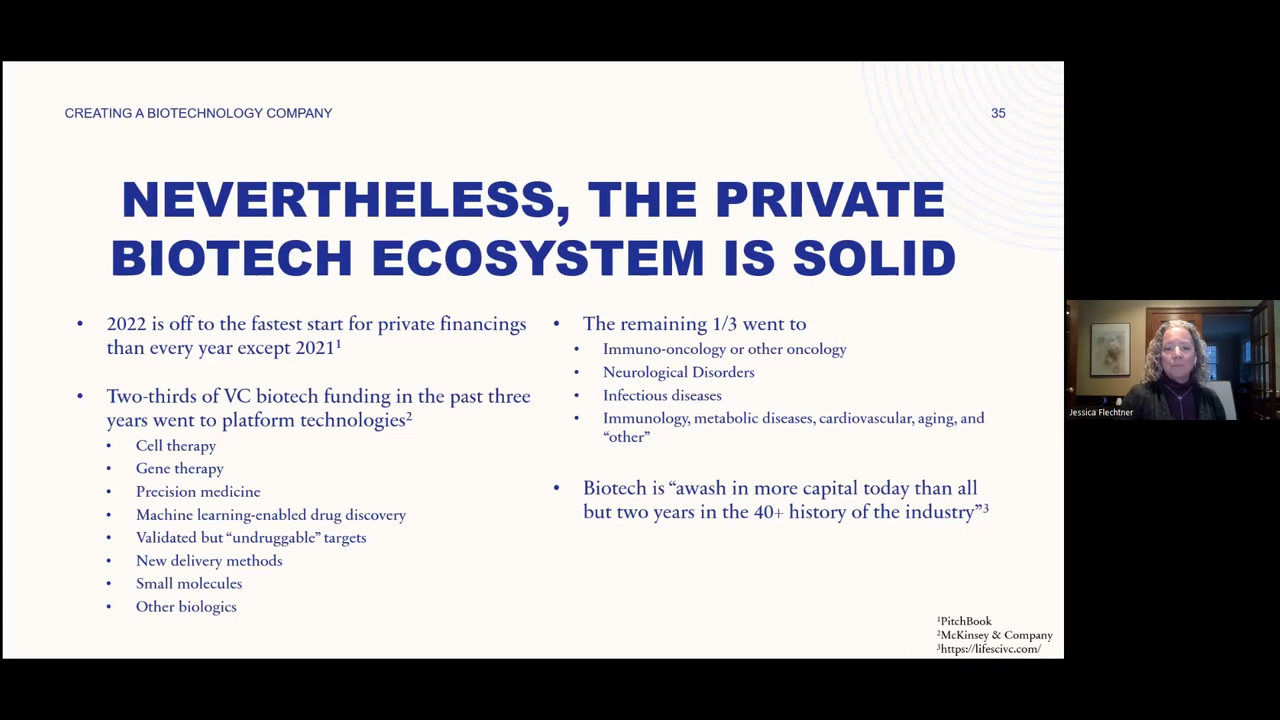 CREATING A BIOTECHNOLOGY COMPANY
35
NEVERTHELESS, THE PRIVATE
BIOTECH ECOSYSTEM IS SOLID
• 2022 is off to the fastest start for private financings
than every year except 2021¹
• Two-thirds of VC biotech funding in the past three
years went to platform technologies²
• Cell therapy
• Gene therapy
• Precision medicine
• Machine learning-enabled drug discovery
• Validated but “undruggable” targets
• New delivery methods
• Small molecules
• Other biologics
• The remaining 1/3 went to
• Immuno-oncology or other oncology
• Neurological Disorders
• Infectious diseases
• Immunology, metabolic diseases, cardiovascular, aging, and
“other”
• Biotech is “awash in more capital today than all
but two years in the 40+ history of the industry”³
¹PitchBook
²McKinsey & Company
³https://lifescivc.com/
Jessica Flechtner